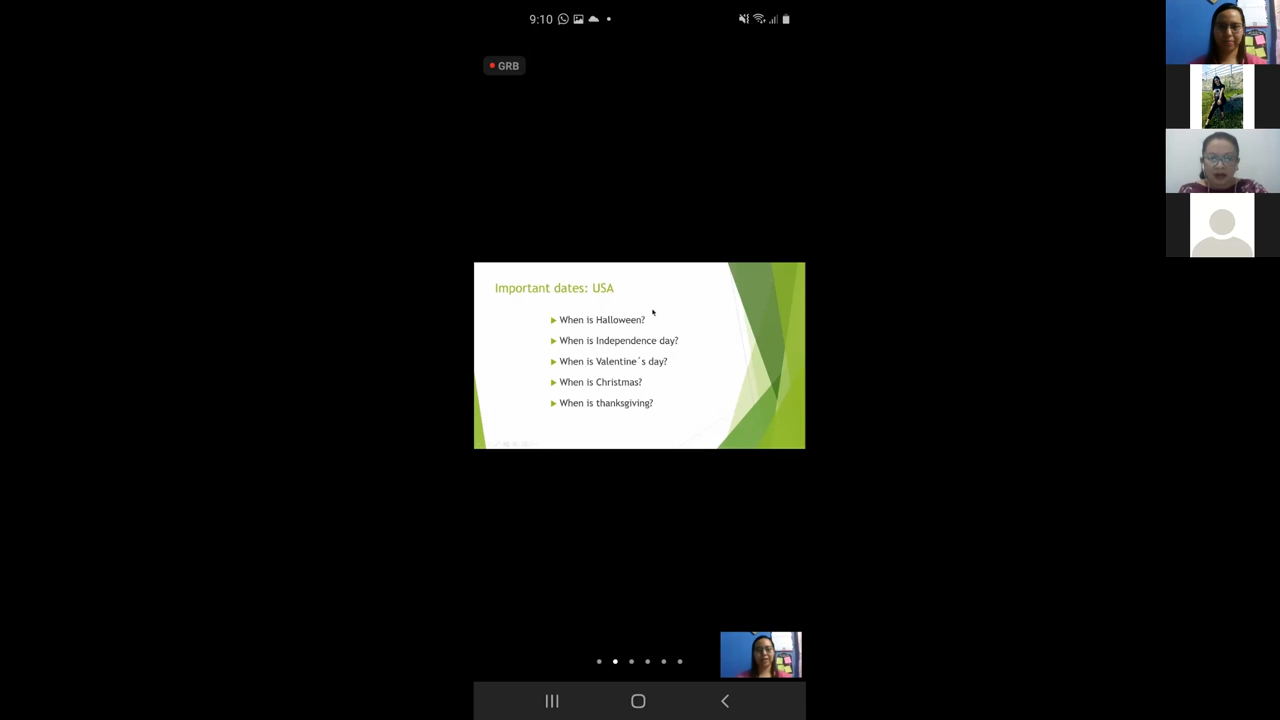 9:10
GRB
Important dates: USA
When is Halloween?
When is Independence day?
When is Valentine´s day?
When is Christmas?
When is thanksgiving?